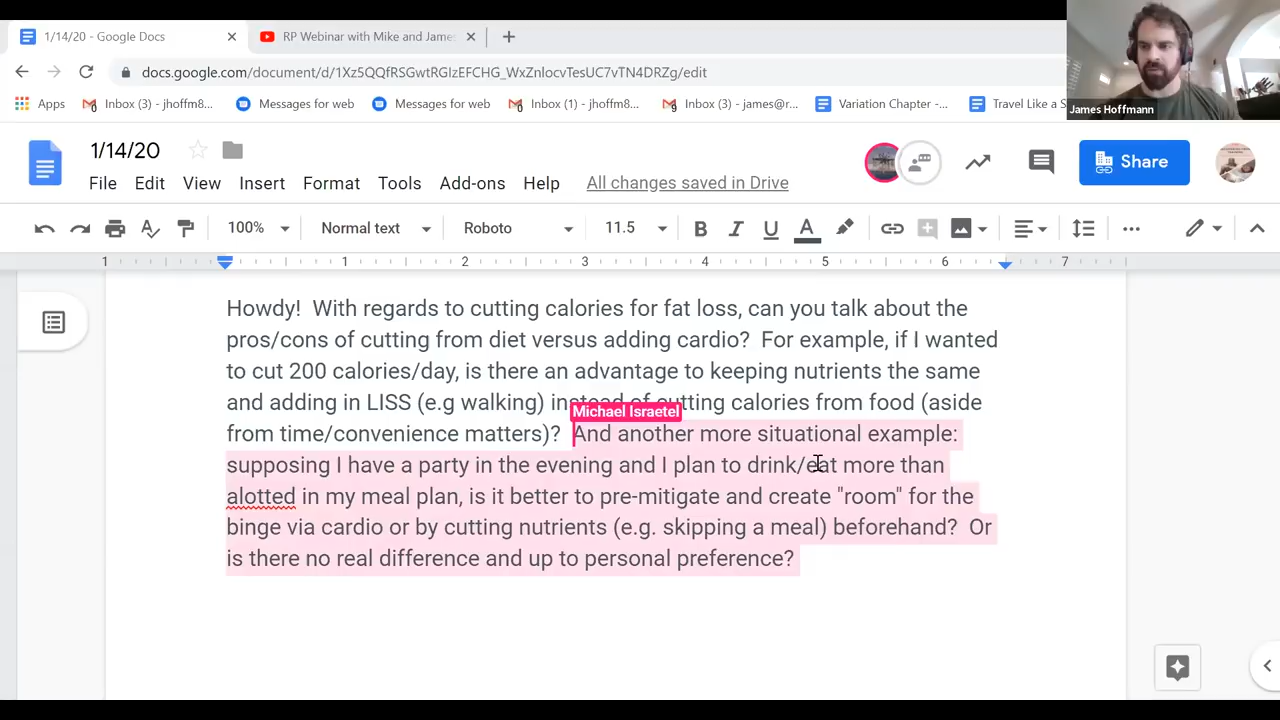 1/14/20 - Google Docs
RP Webinar with Mike and James
docs.google.com/document/d/1Xz5QQfRSGwtRGIzEFCHG_WxZnlocvTesUC7vTN4DRZg/edit
Apps Inbox (3) - jhoffm8... Messages for web Messages for web Inbox (1) - jhoffm8... Inbox (3) - james@r... Variation Chapter -... Travel Like a S
James Hoffmann
1/14/20
Share
File Edit View Insert Format Tools Add-ons Help All changes saved in Drive
100% Normal text Roboto 11.5 B I U A
1 1 2 3 4 5 6 7
Howdy!  With regards to cutting calories for fat loss, can you talk about the
pros/cons of cutting from diet versus adding cardio?  For example, if I wanted
to cut 200 calories/day, is there an advantage to keeping nutrients the same
and adding in LISS (e.g walking) instead of cutting calories from food (aside
Michael Israetel
from time/convenience matters)?  And another more situational example:
supposing I have a party in the evening and I plan to drink/eat more than
alotted in my meal plan, is it better to pre-mitigate and create "room" for the
binge via cardio or by cutting nutrients (e.g. skipping a meal) beforehand?  Or
is there no real difference and up to personal preference?